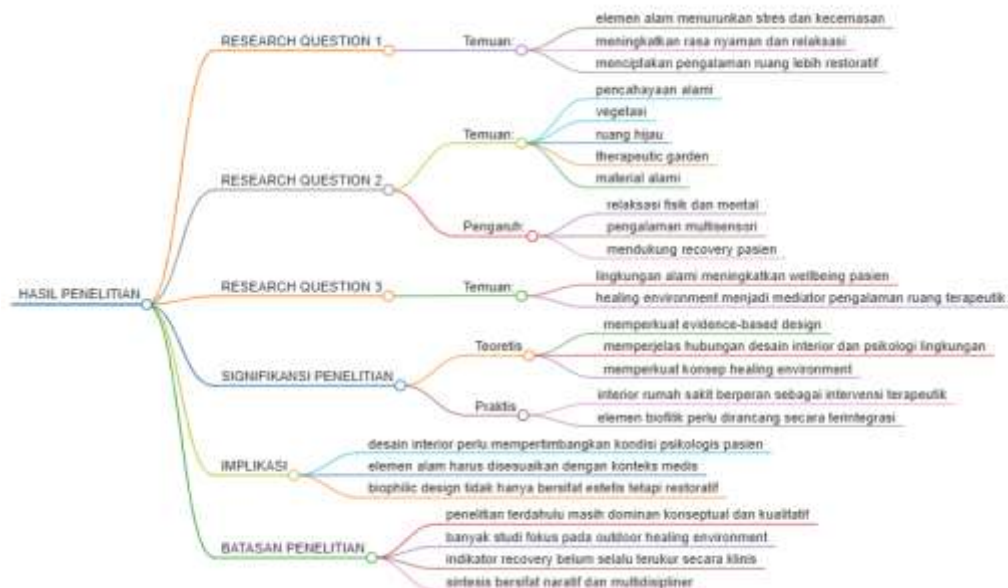 elemen alam menurunkan stres dan kecemasan
RESEARCH QUESTION 1
Temuan:
meningkatkan rasa nyaman dan relaksasi
menciptakan pengalaman ruang lebih restoratif
pencahayaan alami
vegetasi
Temuan:
ruang hijau
therapeutic garden
RESEARCH QUESTION 2
material alami
relaksasi fisik dan mental
Pengaruh:
pengalaman multisensori
mendukung recovery pasien
lingkungan alami meningkatkan wellbeing pasien
HASIL PENELITIAN
RESEARCH QUESTION 3
Temuan:
healing environment menjadi mediator pengalaman ruang terapeutik
memperkuat evidence-based design
Teoretis
memperjelas hubungan desain interior dan psikologi lingkungan
SIGNIFIKANSI PENELITIAN
memperkuat konsep healing environment
interior rumah sakit berperan sebagai intervensi terapeutik
Praktis
elemen biofilik perlu dirancang secara terintegrasi
desain interior perlu mempertimbangkan kondisi psikologis pasien
IMPLIKASI
elemen alam harus disesuaikan dengan konteks medis
biophilic design tidak hanya bersifat estetis tetapi restoratif
penelitian terdahulu masih dominan konseptual dan kualitatif
banyak studi fokus pada outdoor healing environment
BATASAN PENELITIAN
indikator recovery belum selalu terukur secara klinis
sintesis bersifat naratif dan multidisipliner